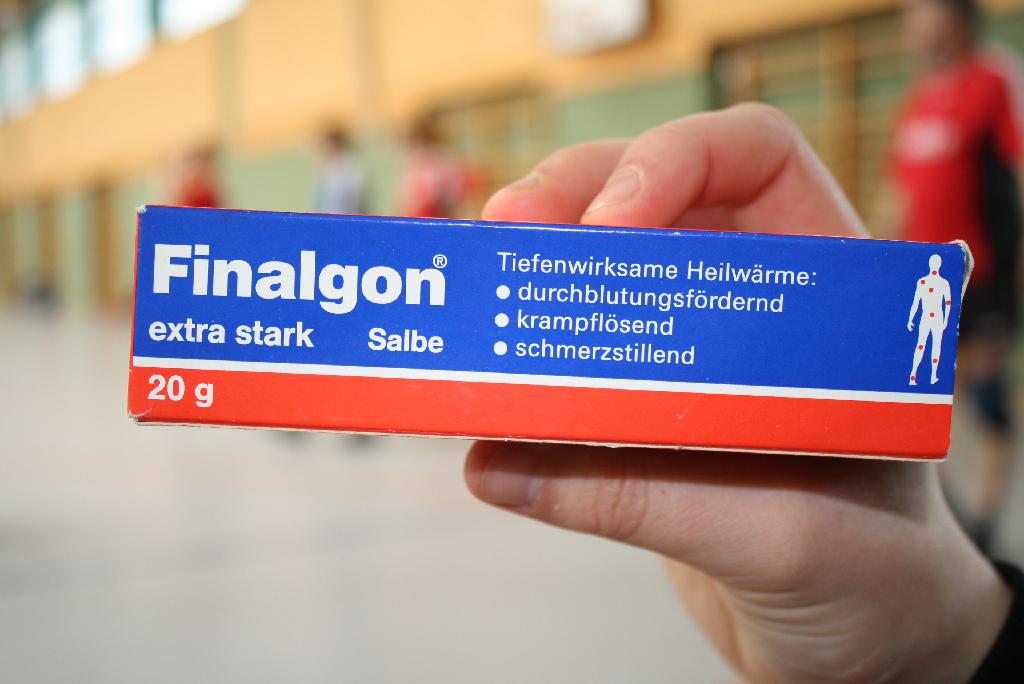 Finalgon®
extra stark Salbe
20 g
Tiefenwirksame Heilwärme:
● durchblutungsfördernd
● krampflösend
● schmerzstillend